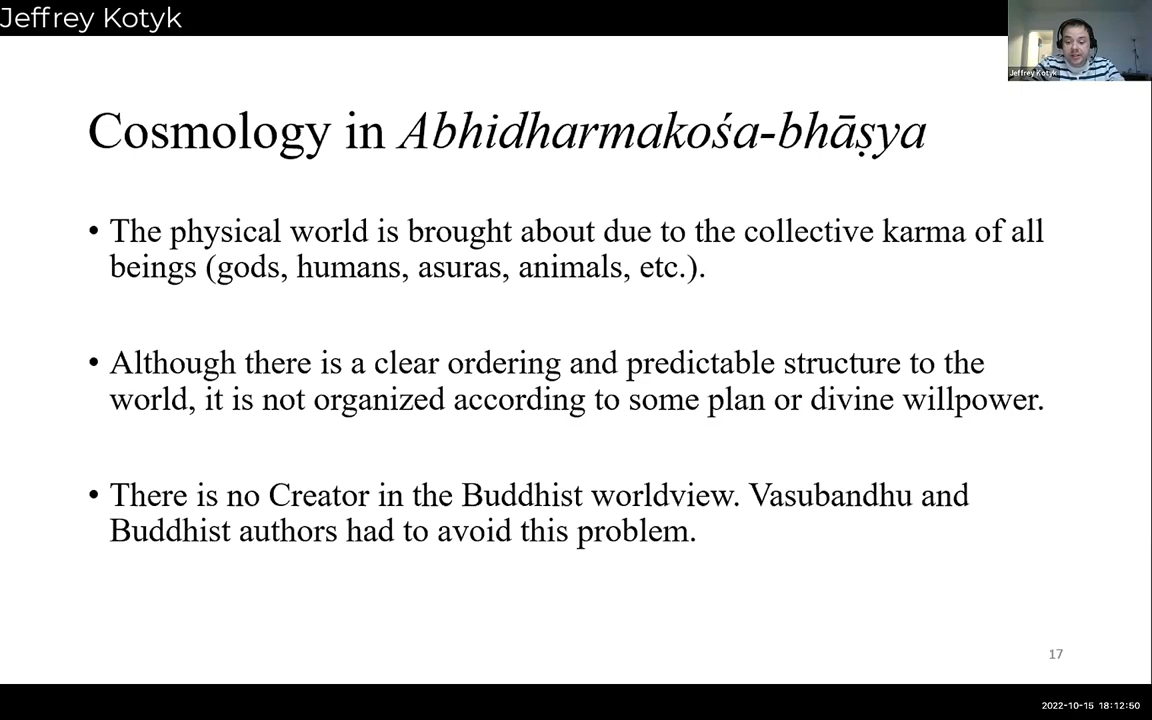 Jeffrey Kotyk
Jeffrey Kotyk
Cosmology in Abhidharmakośa-bhāṣya
• The physical world is brought about due to the collective karma of all
beings (gods, humans, asuras, animals, etc.).
• Although there is a clear ordering and predictable structure to the
world, it is not organized according to some plan or divine willpower.
• There is no Creator in the Buddhist worldview. Vasubandhu and
Buddhist authors had to avoid this problem.
17
2022-10-15 18:12:50